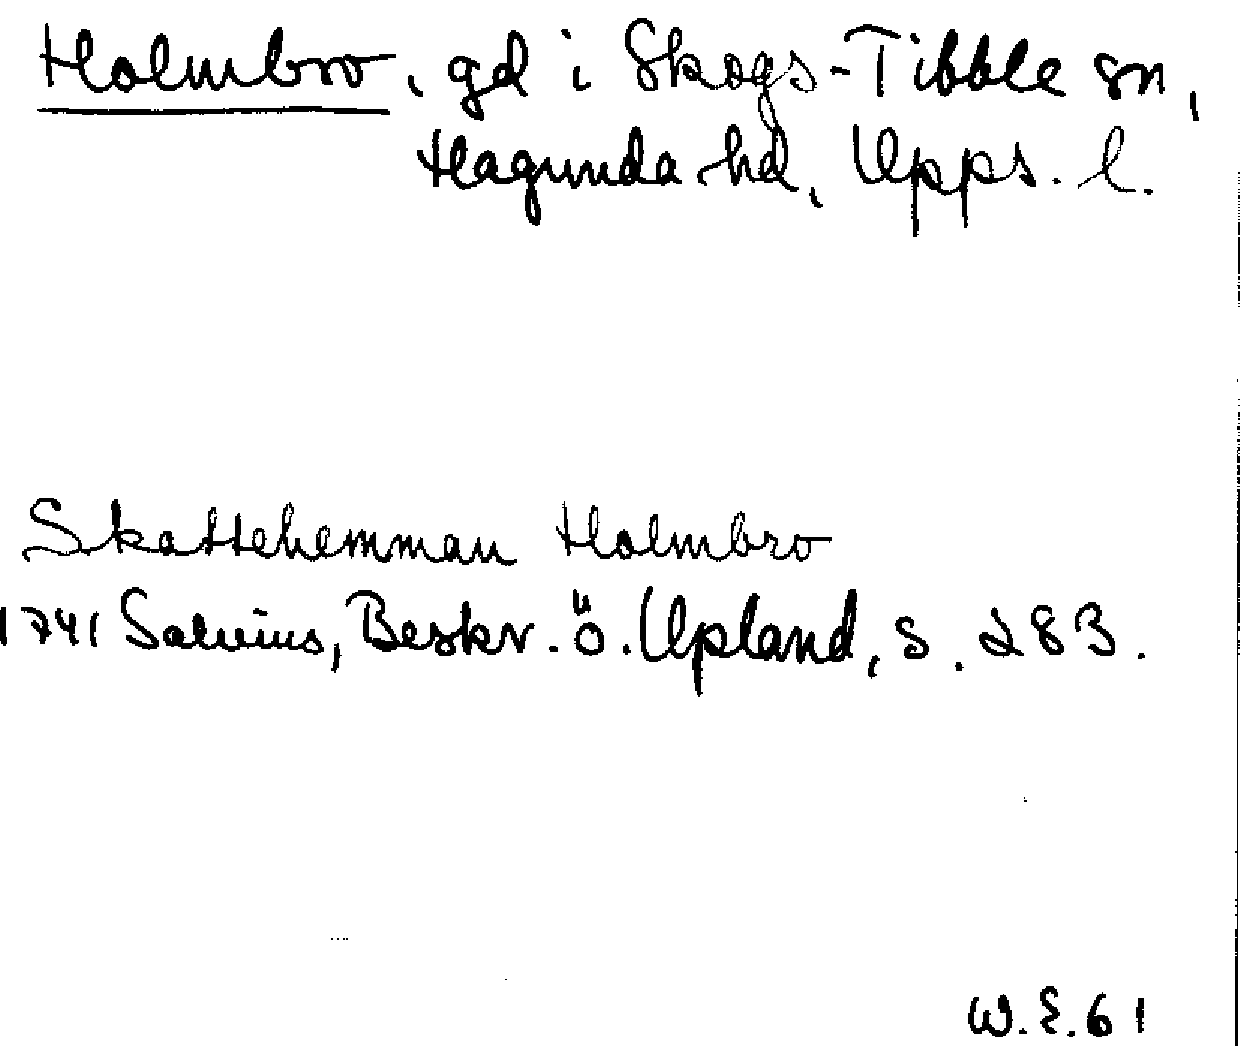 Holmbro, gd i Skogs-Tibble sn,
Hagunda hd, Upps. l.
Skattehemman Holmbro
1741 Salvius, Beskr. ö. Upland, s. 283.
W.E.61